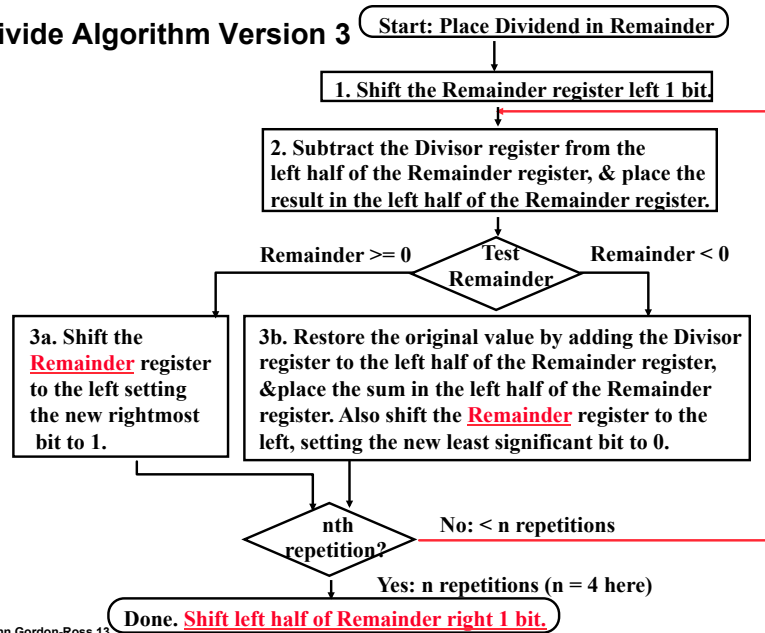 ivide Algorithm Version 3
Start: Place Dividend in Remainder
1. Shift the Remainder register left 1 bit.
2. Subtract the Divisor register from the
left half of the Remainder register, & place the
result in the left half of the Remainder register.
Remainder >= 0
Test
Remainder
Remainder < 0
3a. Shift the
Remainder register
to the left setting
the new rightmost
bit to 1.
3b. Restore the original value by adding the Divisor
register to the left half of the Remainder register,
&place the sum in the left half of the Remainder
register. Also shift the Remainder register to the
left, setting the new least significant bit to 0.
nth
repetition?
No: < n repetitions
Yes: n repetitions (n = 4 here)
Done. Shift left half of Remainder right 1 bit.
nn Gordon-Ross 13